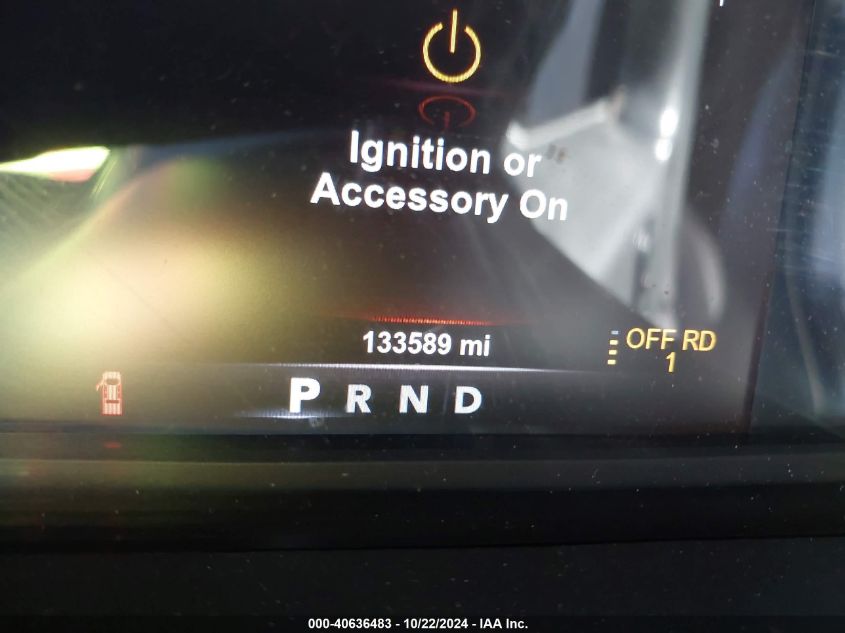 Ignition or
Accessory On
133589 mi
OFF RD
1
P R N D
000-40636483 - 10/22/2024 - IAA Inc.